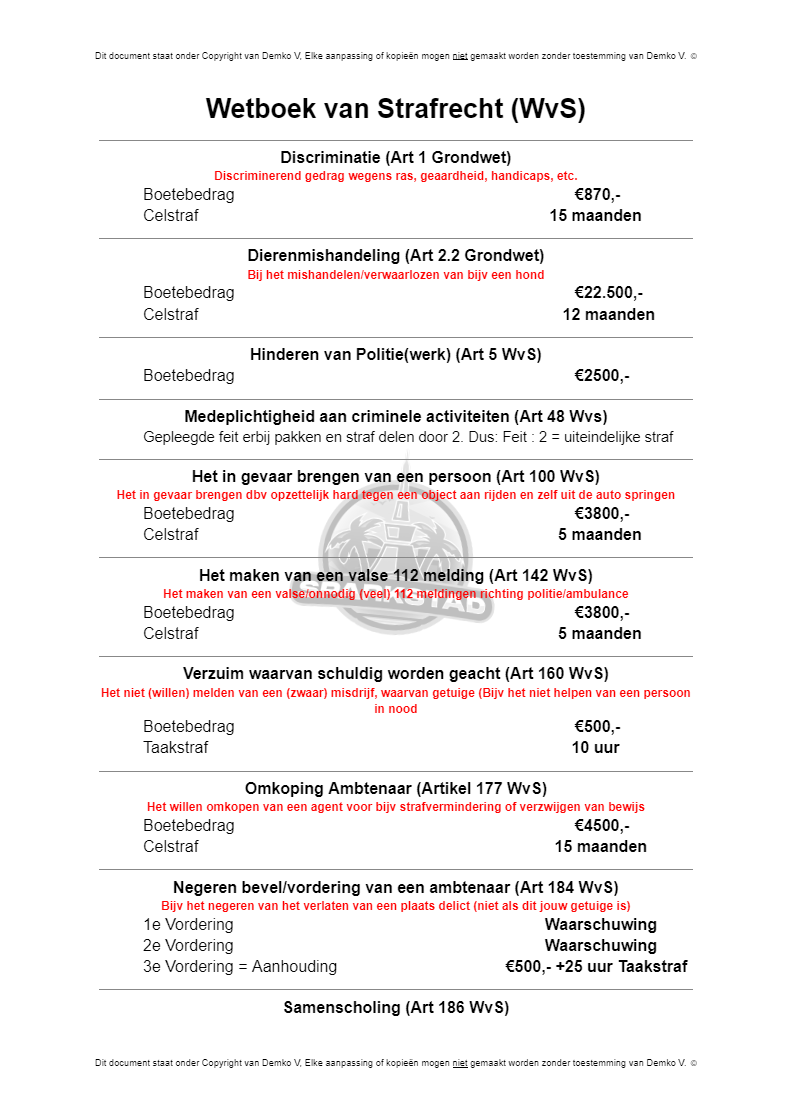 Dit document staat onder Copyright van Demko V, Elke aanpassing of kopieën mogen niet gemaakt worden zonder toestemming van Demko V. ©
Wetboek van Strafrecht (WvS)
Discriminatie (Art 1 Grondwet)
Discriminerend gedrag wegens ras, geaardheid, handicaps, etc.
Boetebedrag €870,-
Celstraf 15 maanden
Dierenmishandeling (Art 2.2 Grondwet)
Bij het mishandelen/verwaarlozen van bijv een hond
Boetebedrag €22.500,-
Celstraf 12 maanden
Hinderen van Politie(werk) (Art 5 WvS)
Boetebedrag €2500,-
Medeplichtigheid aan criminele activiteiten (Art 48 Wvs)
Gepleegde feit erbij pakken en straf delen door 2. Dus: Feit : 2 = uiteindelijke straf
Het in gevaar brengen van een persoon (Art 100 WvS)
Het in gevaar brengen dbv opzettelijk hard tegen een object aan rijden en zelf uit de auto springen
Boetebedrag €3800,-
Celstraf 5 maanden
Het maken van een valse 112 melding (Art 142 WvS)
SPARKSTAD
Het maken van een valse/onnodig (veel) 112 meldingen richting politie/ambulance
Boetebedrag €3800,-
Celstraf 5 maanden
Verzuim waarvan schuldig worden geacht (Art 160 WvS)
Het niet (willen) melden van een (zwaar) misdrijf, waarvan getuige (Bijv het niet helpen van een persoon
in nood
Boetebedrag €500,-
Taakstraf 10 uur
Omkoping Ambtenaar (Artikel 177 WvS)
Het willen omkopen van een agent voor bijv strafvermindering of verzwijgen van bewijs
Boetebedrag €4500,-
Celstraf 15 maanden
Negeren bevel/vordering van een ambtenaar (Art 184 WvS)
Bijv het negeren van het verlaten van een plaats delict (niet als dit jouw getuige is)
1e Vordering Waarschuwing
2e Vordering Waarschuwing
3e Vordering = Aanhouding €500,- +25 uur Taakstraf
Samenscholing (Art 186 WvS)
Dit document staat onder Copyright van Demko V, Elke aanpassing of kopieën mogen niet gemaakt worden zonder toestemming van Demko V. ©